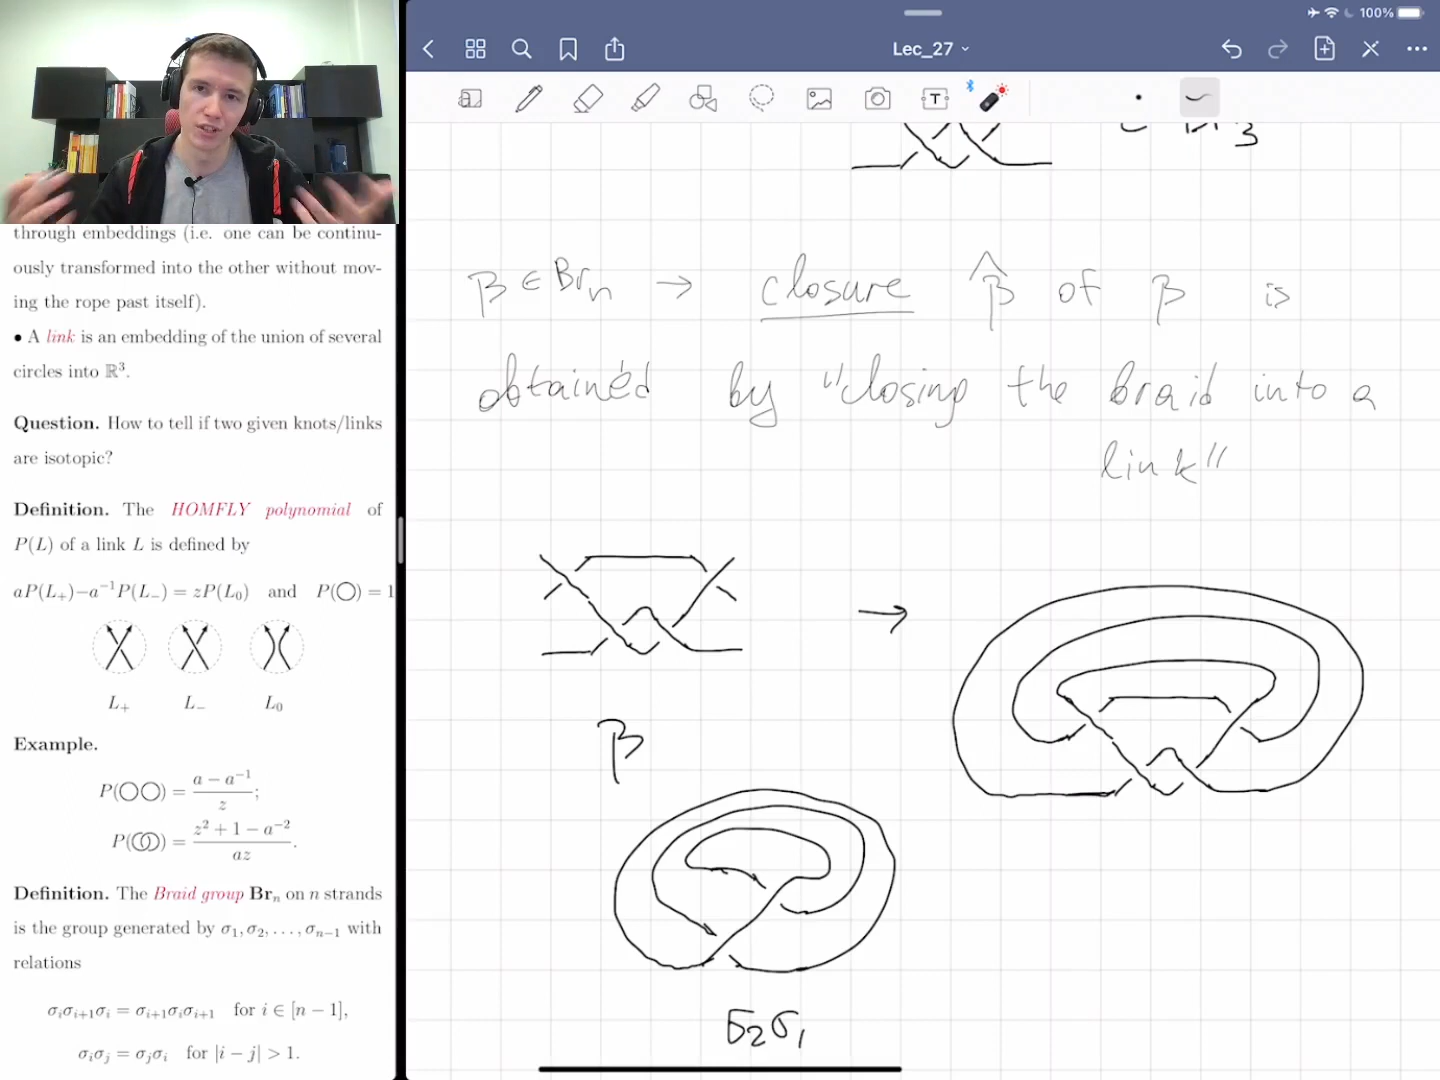 100%
Lec_27
T
through embeddings (i.e. one can be continu-
ously transformed into the other without mov-
ing the rope past itself).
• A link is an embedding of the union of several
circles into ℝ³.
Question. How to tell if two given knots/links
are isotopic?
Definition. The HOMFLY polynomial of
P(L) of a link L is defined by
aP(L₊)−a⁻¹P(L₋) = zP(L₀) and P(◯) = 1
L₊ L₋ L₀
Example.
P(◯◯) = (a − a⁻¹)/z;
P(⭕⭕) = (z² + 1 − a⁻²)/(az).
Definition. The Braid group Brₙ on n strands
is the group generated by σ₁, σ₂, . . . , σₙ₋₁ with
relations
σᵢσᵢ₊₁σᵢ = σᵢ₊₁σᵢσᵢ₊₁ for i ∈ [n − 1],
σᵢσⱼ = σⱼσᵢ for |i − j| > 1.
β ∈ Brₙ → closure β̂ of β is
obtained by "closing the braid into a
link"
→
β
σ₂σ₁